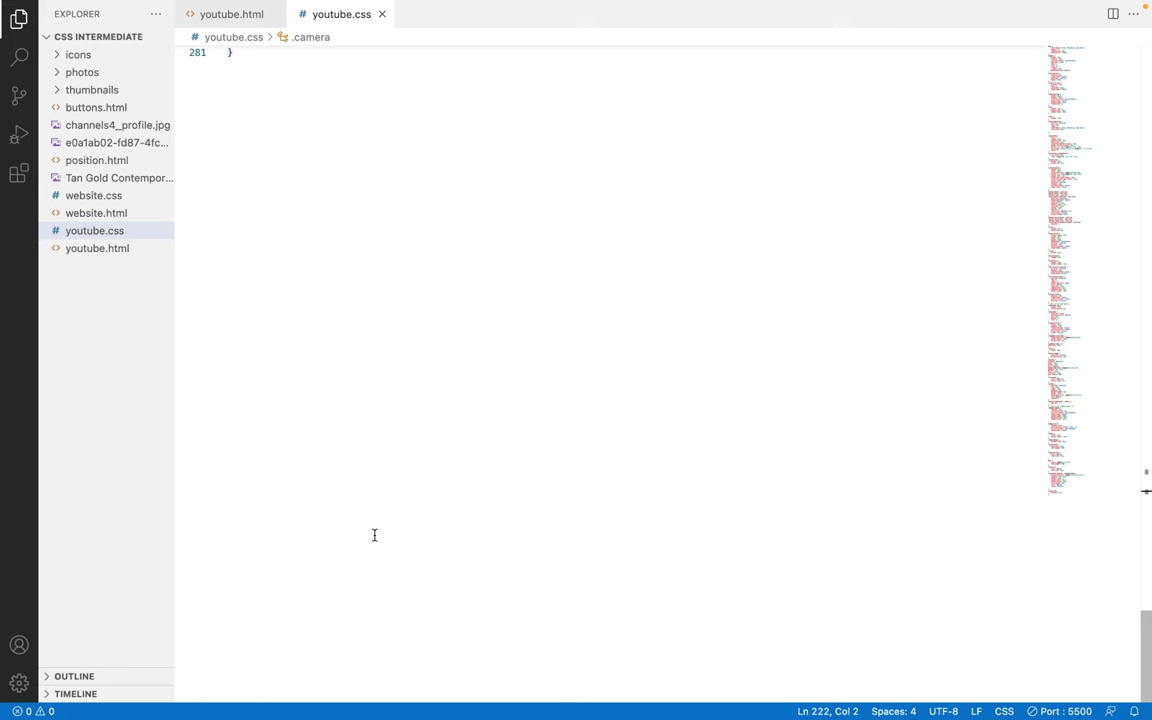 EXPLORER
youtube.html
youtube.css
CSS INTERMEDIATE
youtube.css
.camera
281 }
icons
photos
thumbnails
buttons.html
channels4_profile.jpg
e0a1ab02-fd87-4fc...
position.html
Tan Gold Contempor...
website.css
website.html
youtube.css
youtube.html
OUTLINE
TIMELINE
0 0 Ln 222, Col 2 Spaces: 4 UTF-8 LF CSS Port : 5500